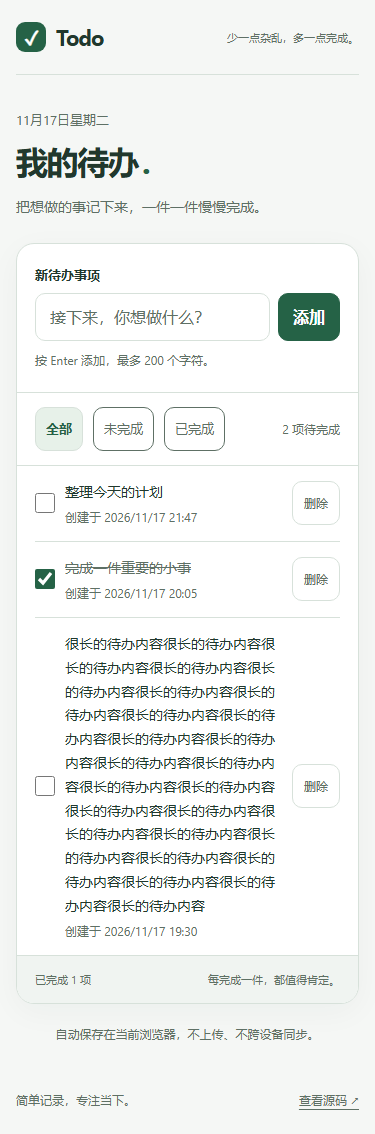 Todo
少一点杂乱，多一点完成。
11月17日星期二
我的待办.
把想做的事记下来，一件一件慢慢完成。
新待办事项
接下来，你想做什么？
添加
按 Enter 添加，最多 200 个字符。
全部
未完成
已完成
2 项待完成
整理今天的计划
创建于 2026/11/17 21:47
删除
完成一件重要的小事
创建于 2026/11/17 20:05
删除
很长的待办内容很长的待办内容很
长的待办内容很长的待办内容很长
的待办内容很长的待办内容很长的
待办内容很长的待办内容很长的待
办内容很长的待办内容很长的待办
内容很长的待办内容很长的待办内
容很长的待办内容很长的待办内容
很长的待办内容很长的待办内容很
长的待办内容很长的待办内容很长
的待办内容很长的待办内容很长的
待办内容很长的待办内容很长的待
办内容很长的待办内容
创建于 2026/11/17 19:30
删除
已完成 1 项
每完成一件，都值得肯定。
自动保存在当前浏览器，不上传、不跨设备同步。
简单记录，专注当下。
查看源码 ↗